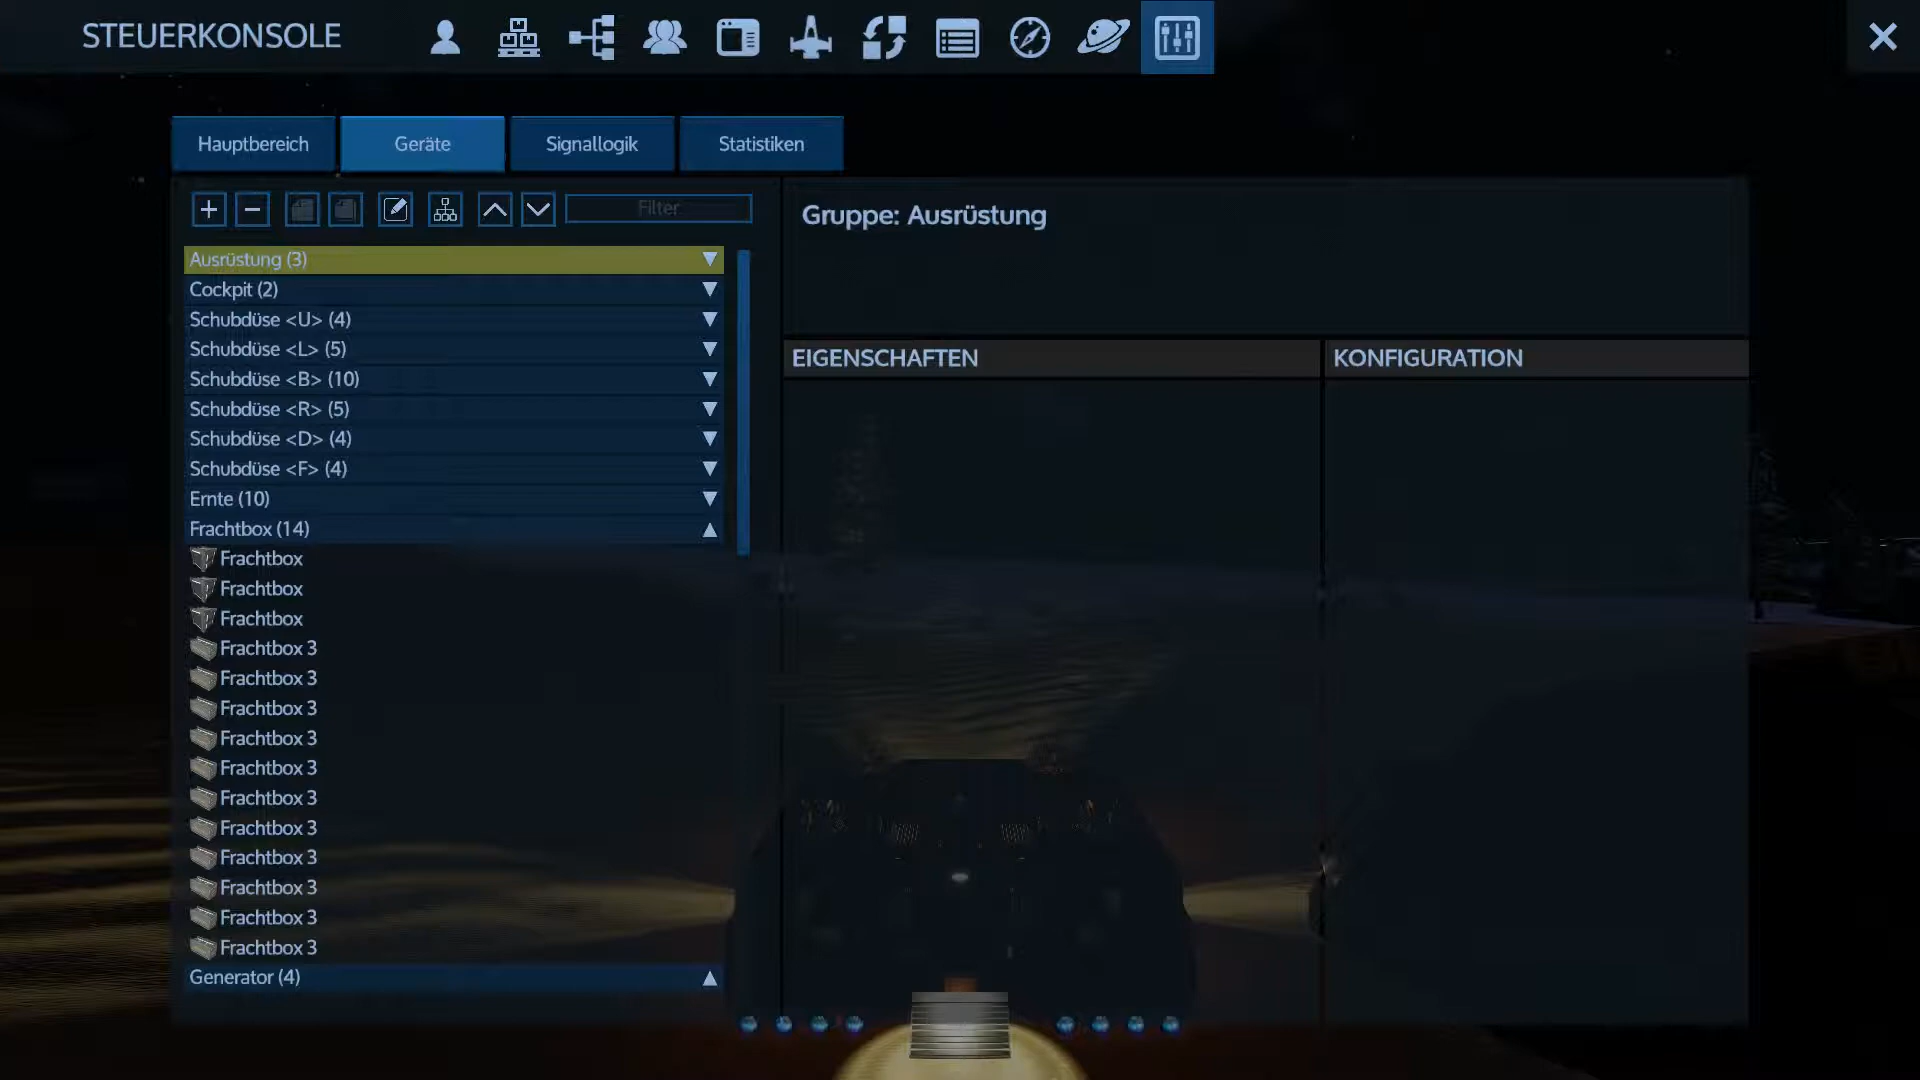 STEUERKONSOLE
Hauptbereich
Geräte
Signallogik
Statistiken
Filter
Gruppe: Ausrüstung
EIGENSCHAFTEN
KONFIGURATION
Ausrüstung (3)
Cockpit (2)
Schubdüse <U> (4)
Schubdüse <L> (5)
Schubdüse <B> (10)
Schubdüse <R> (5)
Schubdüse <D> (4)
Schubdüse <F> (4)
Ernte (10)
Frachtbox (14)
Frachtbox
Frachtbox
Frachtbox
Frachtbox 3
Frachtbox 3
Frachtbox 3
Frachtbox 3
Frachtbox 3
Frachtbox 3
Frachtbox 3
Frachtbox 3
Frachtbox 3
Frachtbox 3
Frachtbox 3
Generator (4)